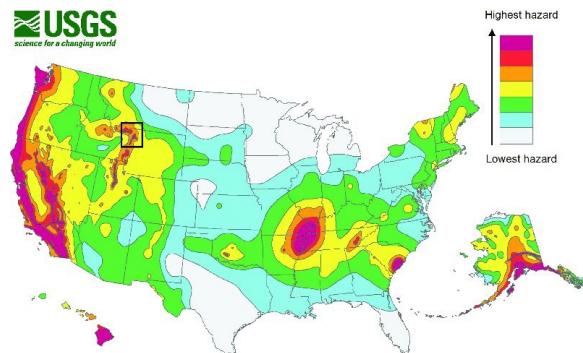 USGS
science for a changing world
Highest hazard
Lowest hazard